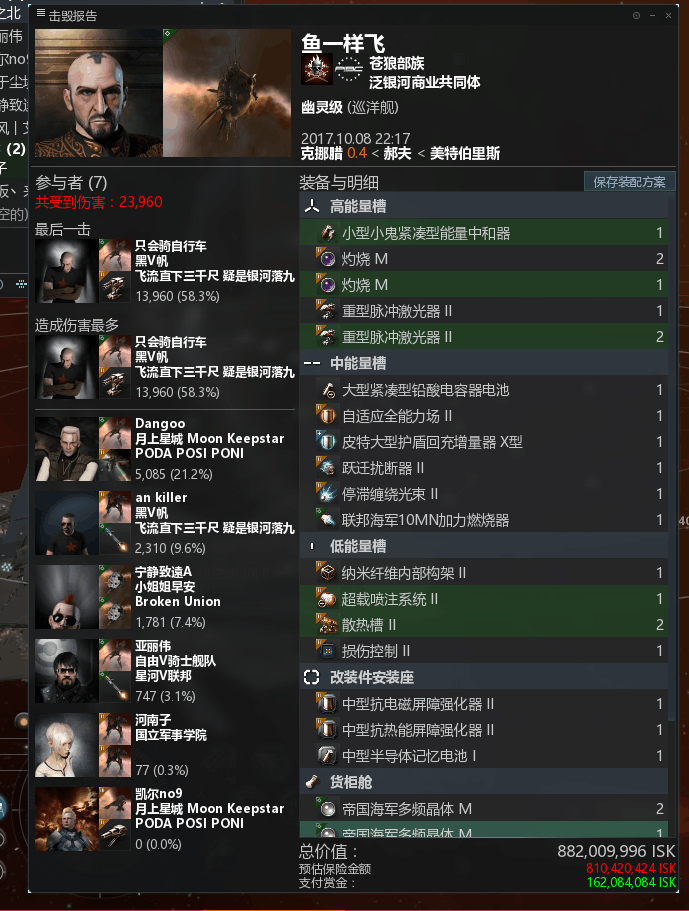 击毁报告
鱼一样飞
苍狼部族
泛银河商业共同体
幽灵级 (巡洋舰)
2017.10.08 22:17
克挪腊 0.4 < 郝夫 < 美特伯里斯
参与者 (7)
共受到伤害：23,960
最后一击
只会骑自行车
黑V帆
飞流直下三千尺 疑是银河落九
13,960 (58.3%)
造成伤害最多
只会骑自行车
黑V帆
飞流直下三千尺 疑是银河落九
13,960 (58.3%)
Dangoo
月上星城 Moon Keepstar
PODA POSI PONI
5,085 (21.2%)
an killer
黑V帆
飞流直下三千尺 疑是银河落九
2,310 (9.6%)
宁静致遠A
小姐姐早安
Broken Union
1,781 (7.4%)
亚丽伟
自由V骑士舰队
星河V联邦
747 (3.1%)
河南子
国立军事学院
77 (0.3%)
凯尔no9
月上星城 Moon Keepstar
PODA POSI PONI
0 (0.0%)
装备与明细
保存装配方案
高能量槽
小型小鬼紧凑型能量中和器 1
灼烧 M 2
灼烧 M 1
重型脉冲激光器 II 1
重型脉冲激光器 II 2
中能量槽
大型紧凑型铅酸电容器电池 1
自适应全能力场 II 1
皮特大型护盾回充增量器 X型 1
跃迁扰断器 II 1
停滞缠绕光束 II 1
联邦海军10MN加力燃烧器 1
低能量槽
纳米纤维内部构架 II 1
超载喷注系统 II 1
散热槽 II 2
损伤控制 II 1
改装件安装座
中型抗电磁屏障强化器 II 1
中型抗热能屏障强化器 II 1
中型半导体记忆电池 I 1
货柜舱
帝国海军多频晶体 M 2
帝国海军多频晶体 M 1
总价值： 882,009,996 ISK
预估保险金额 810,420,424 ISK
支付赏金： 162,084,084 ISK
之北
丽伟
尔no
静致遠
(2)
子
空的)